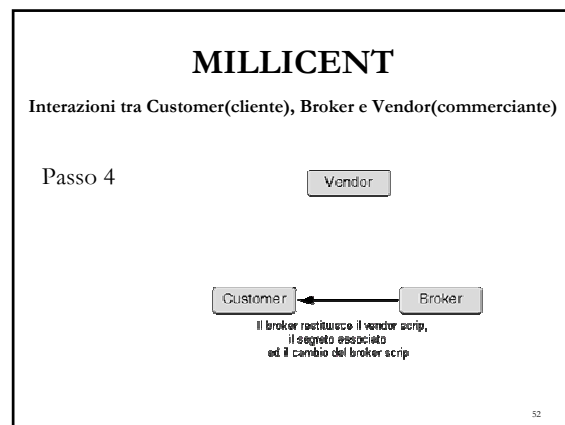 MILLICENT
Interazioni tra Customer(cliente), Broker e Vendor(commerciante)
Passo 4
Vendor
Customer
Broker
Il broker restituisce il vendor scrip,
il segreto associato
ed il cambio del broker scrip
52